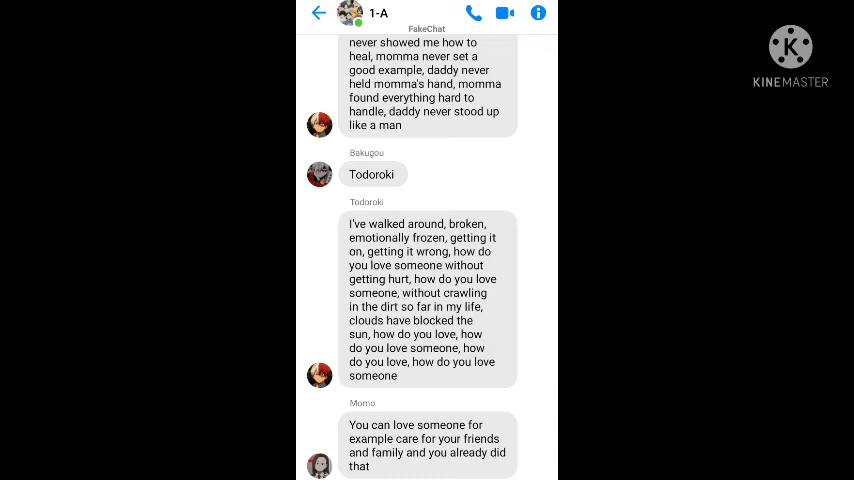 1-A
FakeChat
never showed me how to
heal, momma never set a
good example, daddy never
held momma's hand, momma
found everything hard to
handle, daddy never stood up
like a man
Bakugou
Todoroki
Todoroki
I've walked around, broken,
emotionally frozen, getting it
on, getting it wrong, how do
you love someone without
getting hurt, how do you love
someone, without crawling
in the dirt so far in my life,
clouds have blocked the
sun, how do you love, how
do you love someone, how
do you love, how do you love
someone
Momo
You can love someone for
example care for your friends
and family and you already did
that
K
KINEMASTER